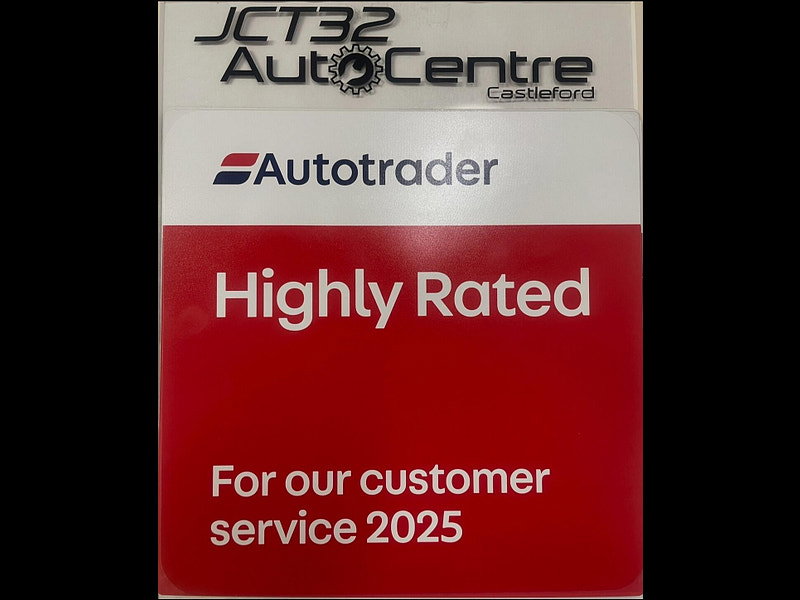 JCT32
AutoCentre
Castleford
Autotrader
Highly Rated
For our customer
service 2025